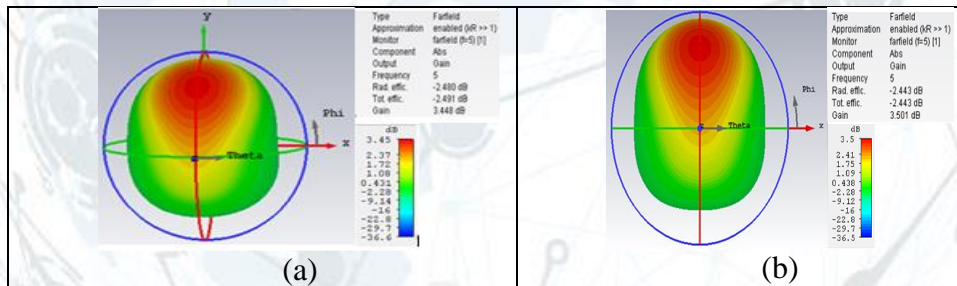 y
Phi
x
Theta
Type Farfield
Approximation enabled (kR >> 1)
Monitor farfield (f=5) [1]
Component Abs
Output Gain
Frequency 5
Rad. effic. -2.480 dB
Tot. effic. -2.491 dB
Gain 3.448 dB
dB
3.45
2.37
1.72
1.08
0.431
-2.28
-9.14
-16
-22.8
-29.7
-36.6
(a)
Phi
x
Theta
Type Farfield
Approximation enabled (kR >> 1)
Monitor farfield (f=5) [1]
Component Abs
Output Gain
Frequency 5
Rad. effic. -2.443 dB
Tot. effic. -2.443 dB
Gain 3.501 dB
dB
3.5
2.41
1.75
1.09
0.438
-2.28
-9.12
-16
-22.8
-29.7
-36.5
(b)